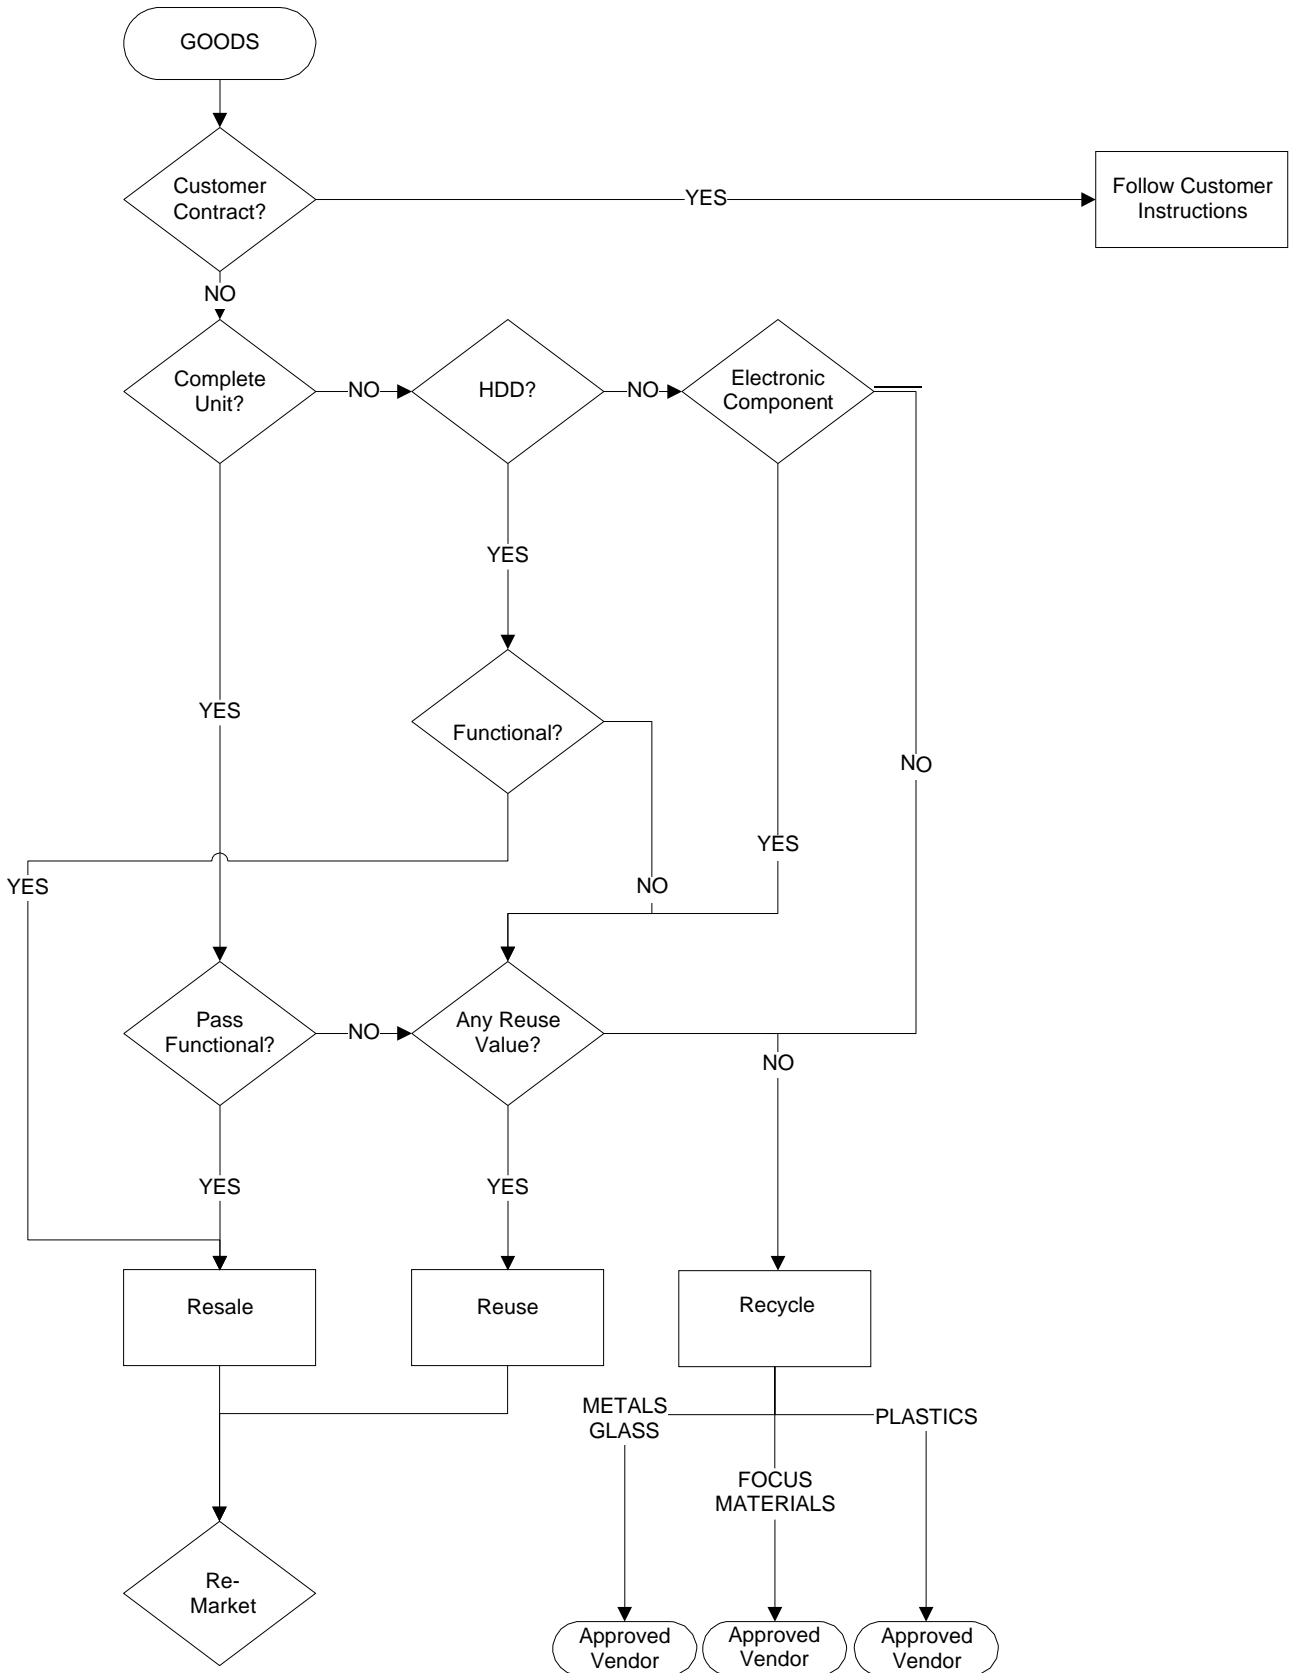 GOODS
Customer
Contract?
YES
Follow Customer
Instructions
NO
Complete
Unit?
NO
HDD?
NO
Electronic
Component
YES
YES
Functional?
NO
YES
YES
NO
Pass
Functional?
NO
Any Reuse
Value?
NO
YES
YES
Resale
Reuse
Recycle
METALS
GLASS
PLASTICS
FOCUS
MATERIALS
Re-
Market
Approved
Vendor
Approved
Vendor
Approved
Vendor